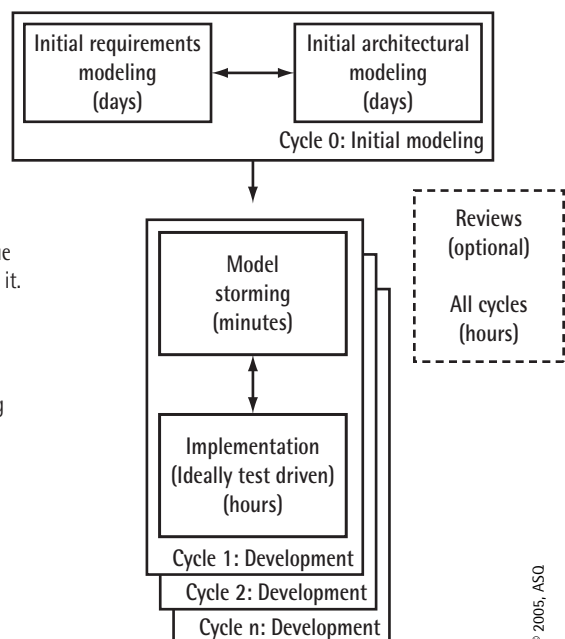 Initial requirements
modeling
(days)
Initial architectural
modeling
(days)
Cycle 0: Initial modeling
it.
Model
storming
(minutes)
Reviews
(optional)
All cycles
(hours)
Implementation
(Ideally test driven)
(hours)
Cycle 1: Development
Cycle 2: Development
Cycle n: Development
© 2005, ASQ